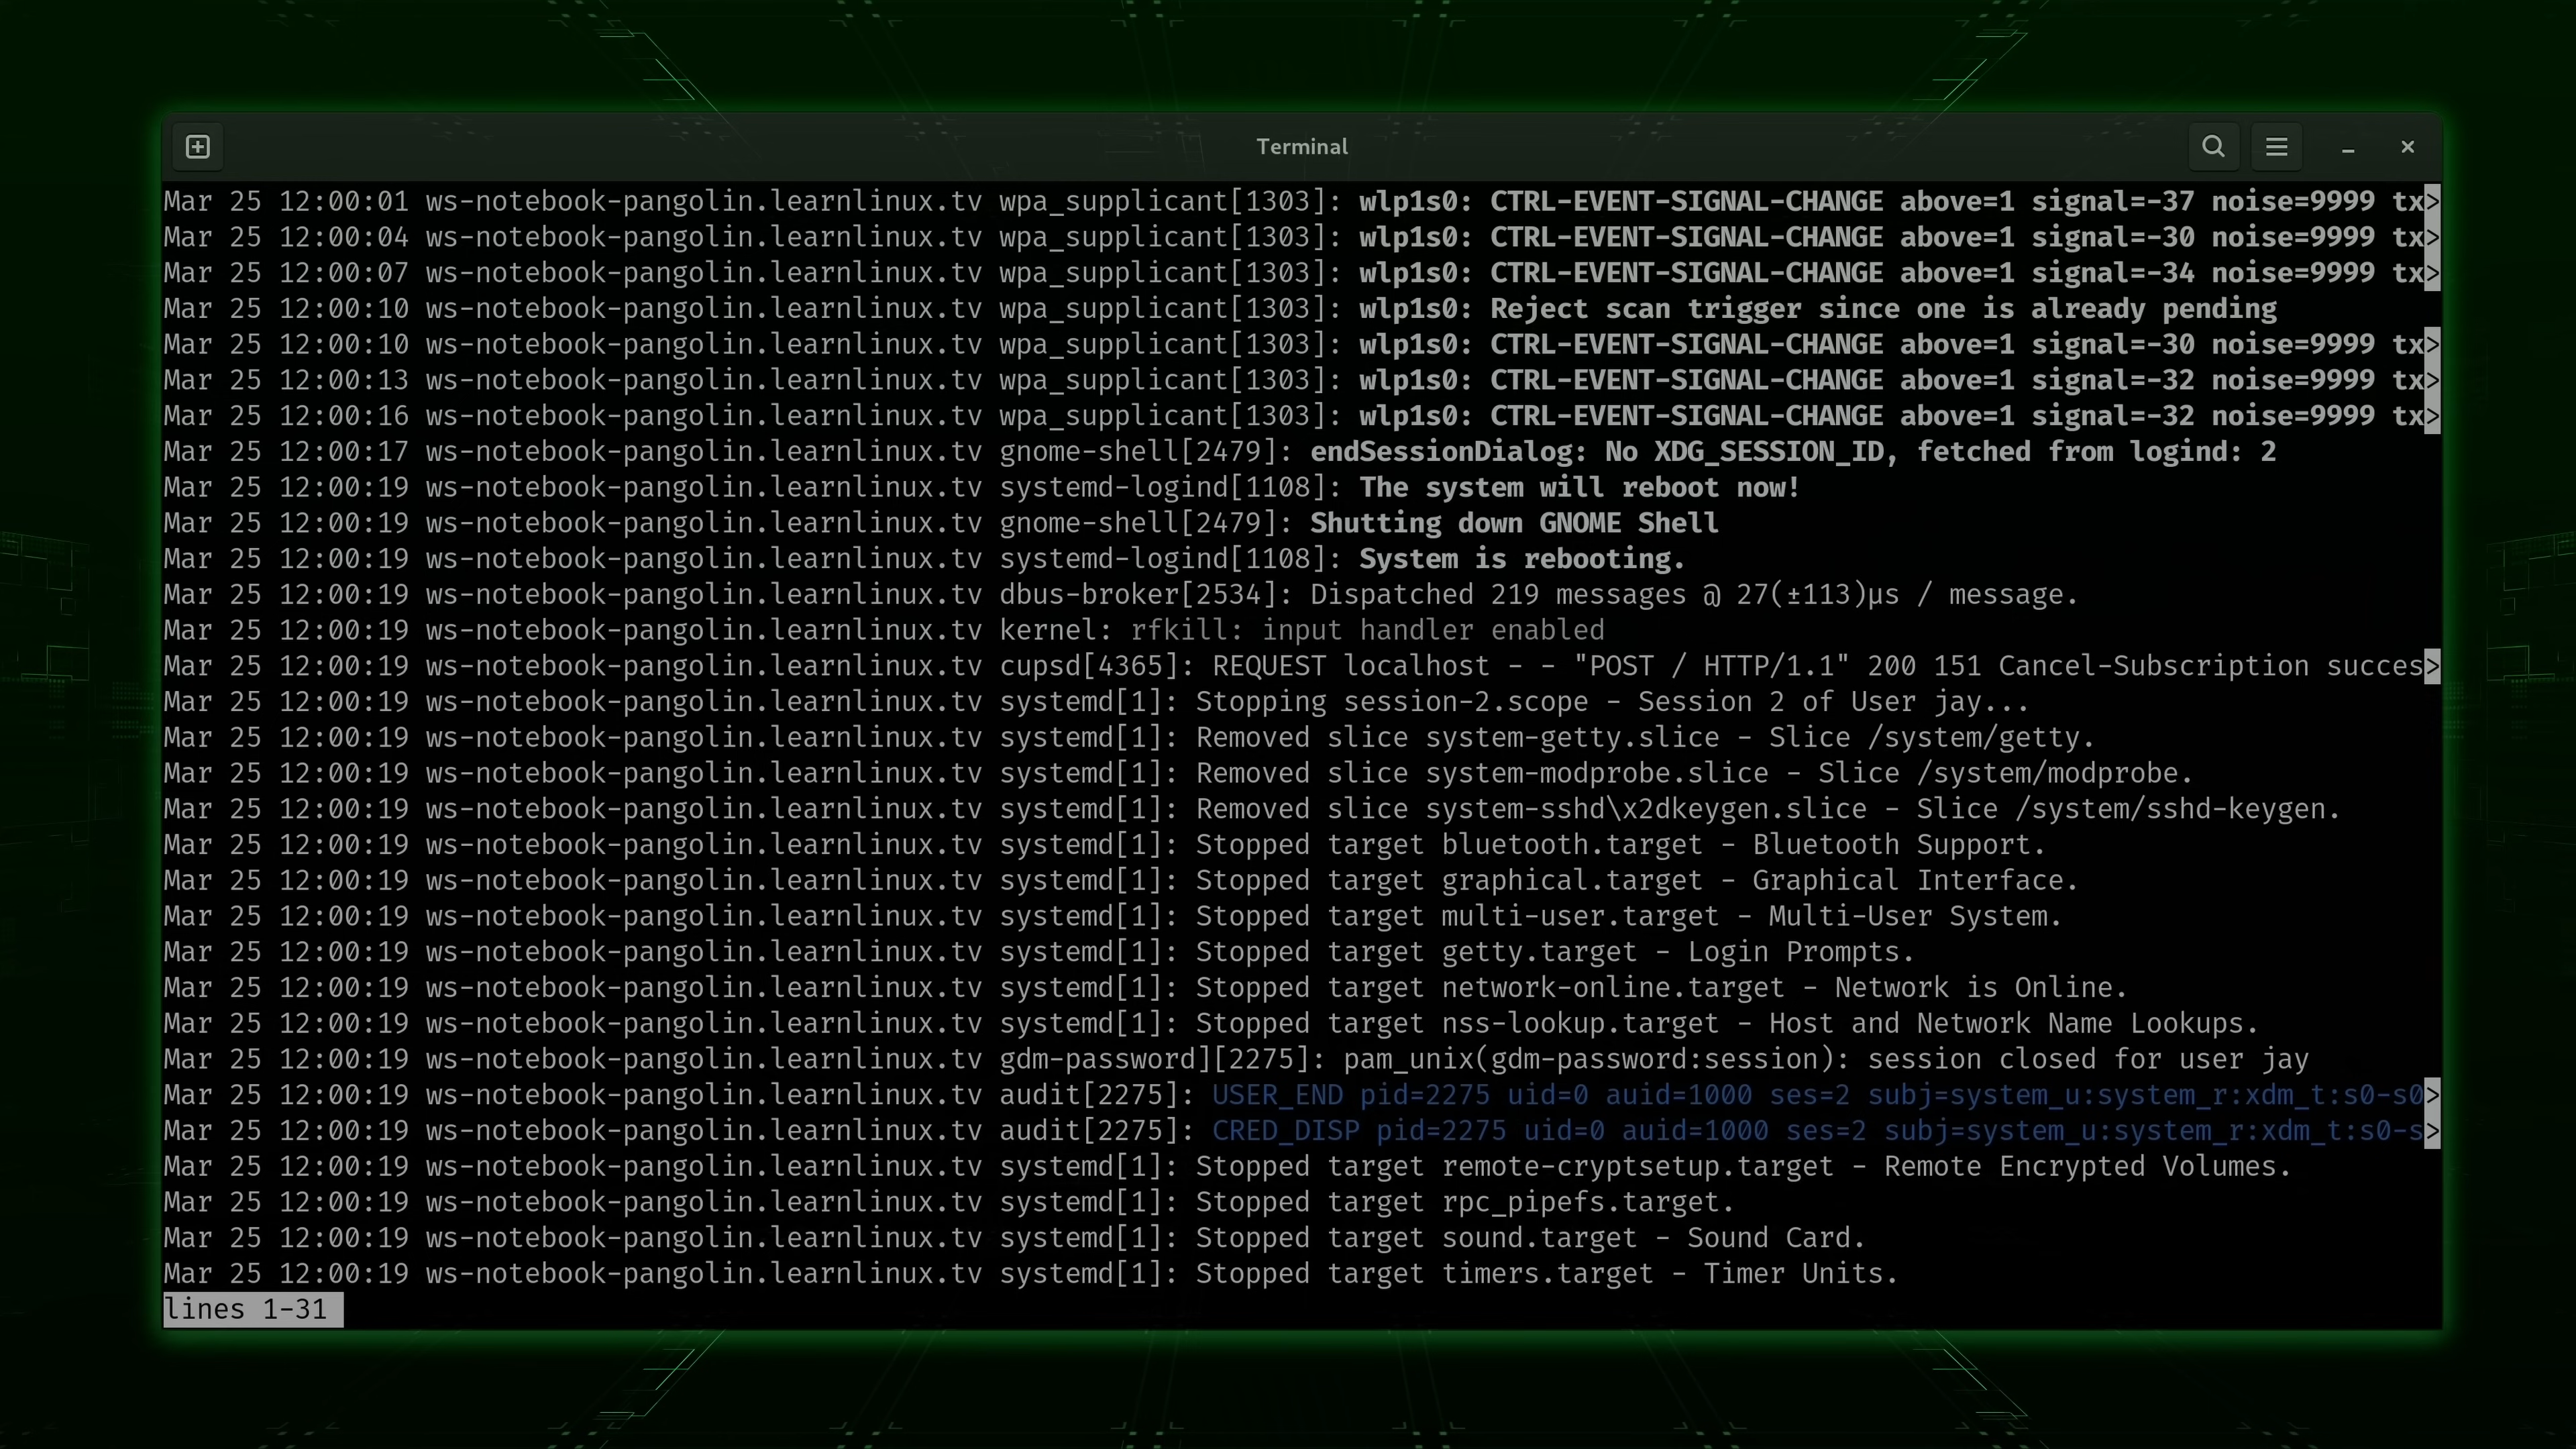 Terminal
Mar 25 12:00:01 ws-notebook-pangolin.learnlinux.tv wpa_supplicant[1303]: wlp1s0: CTRL-EVENT-SIGNAL-CHANGE above=1 signal=-37 noise=9999 tx>
Mar 25 12:00:04 ws-notebook-pangolin.learnlinux.tv wpa_supplicant[1303]: wlp1s0: CTRL-EVENT-SIGNAL-CHANGE above=1 signal=-30 noise=9999 tx>
Mar 25 12:00:07 ws-notebook-pangolin.learnlinux.tv wpa_supplicant[1303]: wlp1s0: CTRL-EVENT-SIGNAL-CHANGE above=1 signal=-34 noise=9999 tx>
Mar 25 12:00:10 ws-notebook-pangolin.learnlinux.tv wpa_supplicant[1303]: wlp1s0: Reject scan trigger since one is already pending
Mar 25 12:00:10 ws-notebook-pangolin.learnlinux.tv wpa_supplicant[1303]: wlp1s0: CTRL-EVENT-SIGNAL-CHANGE above=1 signal=-30 noise=9999 tx>
Mar 25 12:00:13 ws-notebook-pangolin.learnlinux.tv wpa_supplicant[1303]: wlp1s0: CTRL-EVENT-SIGNAL-CHANGE above=1 signal=-32 noise=9999 tx>
Mar 25 12:00:16 ws-notebook-pangolin.learnlinux.tv wpa_supplicant[1303]: wlp1s0: CTRL-EVENT-SIGNAL-CHANGE above=1 signal=-32 noise=9999 tx>
Mar 25 12:00:17 ws-notebook-pangolin.learnlinux.tv gnome-shell[2479]: endSessionDialog: No XDG_SESSION_ID, fetched from logind: 2
Mar 25 12:00:19 ws-notebook-pangolin.learnlinux.tv systemd-logind[1108]: The system will reboot now!
Mar 25 12:00:19 ws-notebook-pangolin.learnlinux.tv gnome-shell[2479]: Shutting down GNOME Shell
Mar 25 12:00:19 ws-notebook-pangolin.learnlinux.tv systemd-logind[1108]: System is rebooting.
Mar 25 12:00:19 ws-notebook-pangolin.learnlinux.tv dbus-broker[2534]: Dispatched 219 messages @ 27(±113)µs / message.
Mar 25 12:00:19 ws-notebook-pangolin.learnlinux.tv kernel: rfkill: input handler enabled
Mar 25 12:00:19 ws-notebook-pangolin.learnlinux.tv cupsd[4365]: REQUEST localhost - - "POST / HTTP/1.1" 200 151 Cancel-Subscription succes>
Mar 25 12:00:19 ws-notebook-pangolin.learnlinux.tv systemd[1]: Stopping session-2.scope - Session 2 of User jay...
Mar 25 12:00:19 ws-notebook-pangolin.learnlinux.tv systemd[1]: Removed slice system-getty.slice - Slice /system/getty.
Mar 25 12:00:19 ws-notebook-pangolin.learnlinux.tv systemd[1]: Removed slice system-modprobe.slice - Slice /system/modprobe.
Mar 25 12:00:19 ws-notebook-pangolin.learnlinux.tv systemd[1]: Removed slice system-sshd\x2dkeygen.slice - Slice /system/sshd-keygen.
Mar 25 12:00:19 ws-notebook-pangolin.learnlinux.tv systemd[1]: Stopped target bluetooth.target - Bluetooth Support.
Mar 25 12:00:19 ws-notebook-pangolin.learnlinux.tv systemd[1]: Stopped target graphical.target - Graphical Interface.
Mar 25 12:00:19 ws-notebook-pangolin.learnlinux.tv systemd[1]: Stopped target multi-user.target - Multi-User System.
Mar 25 12:00:19 ws-notebook-pangolin.learnlinux.tv systemd[1]: Stopped target getty.target - Login Prompts.
Mar 25 12:00:19 ws-notebook-pangolin.learnlinux.tv systemd[1]: Stopped target network-online.target - Network is Online.
Mar 25 12:00:19 ws-notebook-pangolin.learnlinux.tv systemd[1]: Stopped target nss-lookup.target - Host and Network Name Lookups.
Mar 25 12:00:19 ws-notebook-pangolin.learnlinux.tv gdm-password][2275]: pam_unix(gdm-password:session): session closed for user jay
Mar 25 12:00:19 ws-notebook-pangolin.learnlinux.tv audit[2275]: USER_END pid=2275 uid=0 auid=1000 ses=2 subj=system_u:system_r:xdm_t:s0-s0>
Mar 25 12:00:19 ws-notebook-pangolin.learnlinux.tv audit[2275]: CRED_DISP pid=2275 uid=0 auid=1000 ses=2 subj=system_u:system_r:xdm_t:s0-s>
Mar 25 12:00:19 ws-notebook-pangolin.learnlinux.tv systemd[1]: Stopped target remote-cryptsetup.target - Remote Encrypted Volumes.
Mar 25 12:00:19 ws-notebook-pangolin.learnlinux.tv systemd[1]: Stopped target rpc_pipefs.target.
Mar 25 12:00:19 ws-notebook-pangolin.learnlinux.tv systemd[1]: Stopped target sound.target - Sound Card.
Mar 25 12:00:19 ws-notebook-pangolin.learnlinux.tv systemd[1]: Stopped target timers.target - Timer Units.
lines 1-31